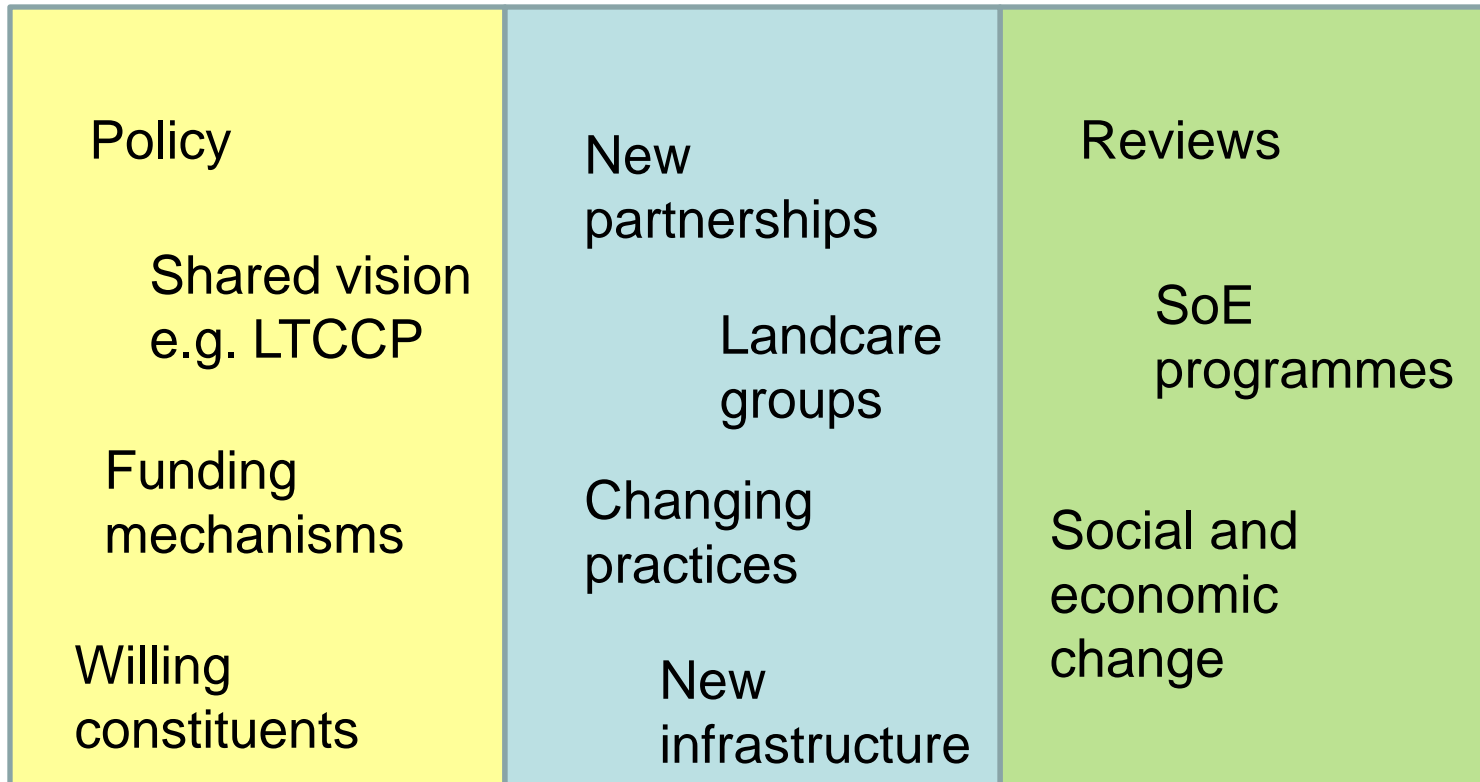 Policy
Shared vision
e.g. LTCCP
Funding
mechanisms
Willing
constituents
New
partnerships
Landcare
groups
Changing
practices
New
infrastructure
Reviews
SoE
programmes
Social and
economic
change